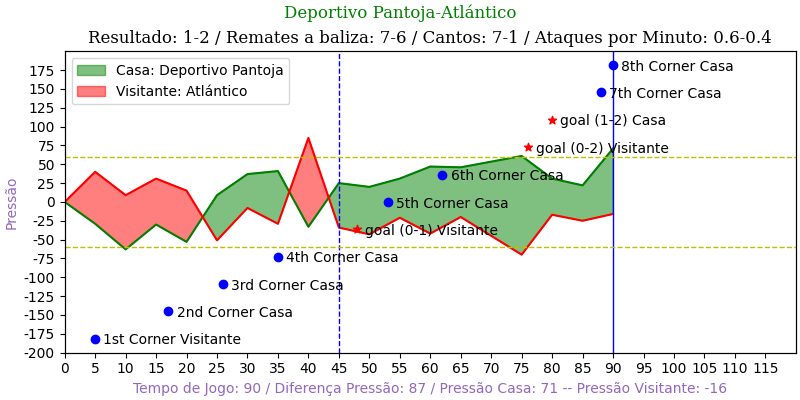 Deportivo Pantoja-Atlántico
Resultado: 1-2 / Remates a baliza: 7-6 / Cantos: 7-1 / Ataques por Minuto: 0.6-0.4
Casa: Deportivo Pantoja
Visitante: Atlántico
8th Corner Casa
7th Corner Casa
goal (1-2) Casa
goal (0-2) Visitante
6th Corner Casa
5th Corner Casa
goal (0-1) Visitante
4th Corner Casa
3rd Corner Casa
2nd Corner Casa
1st Corner Visitante
Pressão
175
150
125
100
75
50
25
0
-25
-50
-75
-100
-125
-150
-175
-200
0 5 10 15 20 25 30 35 40 45 50 55 60 65 70 75 80 85 90 95 100 105 110 115
Tempo de Jogo: 90 / Diferença Pressão: 87 / Pressão Casa: 71 -- Pressão Visitante: -16